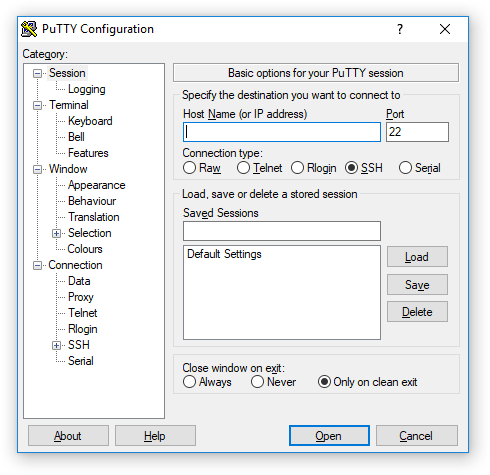 PuTTY Configuration
?
Category:
Session
Logging
Terminal
Keyboard
Bell
Features
Window
Appearance
Behaviour
Translation
Selection
Colours
Connection
Data
Proxy
Telnet
Rlogin
SSH
Serial
Basic options for your PuTTY session
Specify the destination you want to connect to
Host Name (or IP address) Port
22
Connection type:
Raw Telnet Rlogin SSH Serial
Load, save or delete a stored session
Saved Sessions
Default Settings
Load
Save
Delete
Close window on exit:
Always Never Only on clean exit
About Help Open Cancel